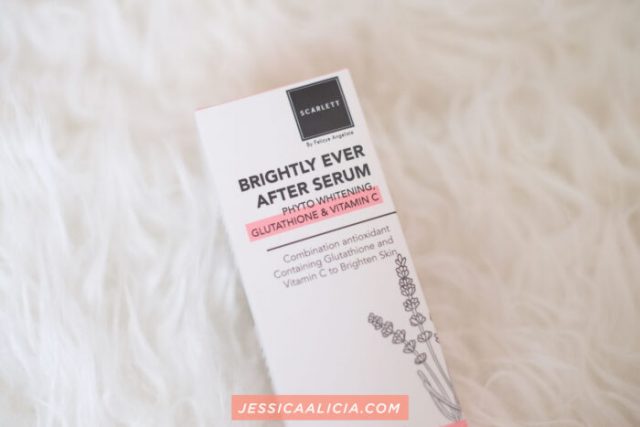 SCARLETT
By Felicya Angelista
BRIGHTLY EVER
AFTER SERUM
PHYTO WHITENING,
GLUTATHIONE & VITAMIN C
Combination antioxidant
Containing Glutathione and
Vitamin C to Brighten Skin
JESSICAALICIA.COM